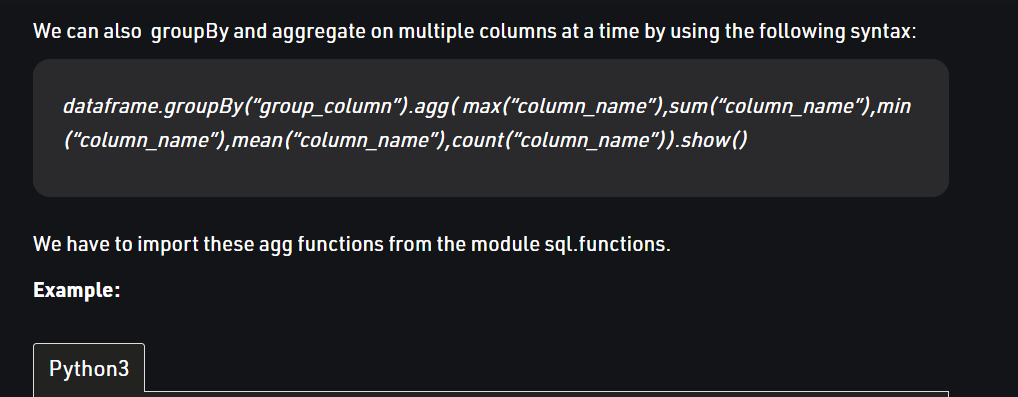 We can also groupBy and aggregate on multiple columns at a time by using the following syntax:
dataframe.groupBy(“group_column“).agg( max(“column_name”),sum(“column_name”),min
(“column_name”),mean(“column_name”),count(“column_name”)).show()
We have to import these agg functions from the module sql.functions.
Example:
Python3